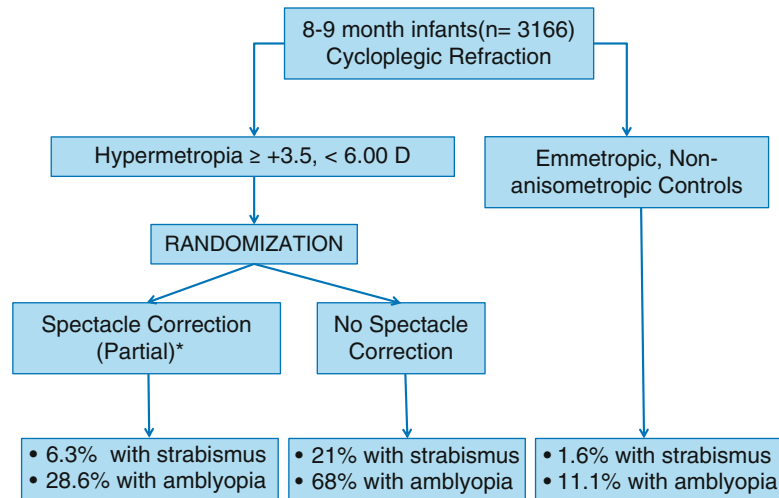 8-9 month infants(n= 3166)
Cycloplegic Refraction
Hypermetropia ≥ +3.5, < 6.00 D
Emmetropic, Non-
anisometropic Controls
RANDOMIZATION
Spectacle Correction
(Partial)*
No Spectacle
Correction
• 6.3% with strabismus
• 28.6% with amblyopia
• 21% with strabismus
• 68% with amblyopia
• 1.6% with strabismus
• 11.1% with amblyopia